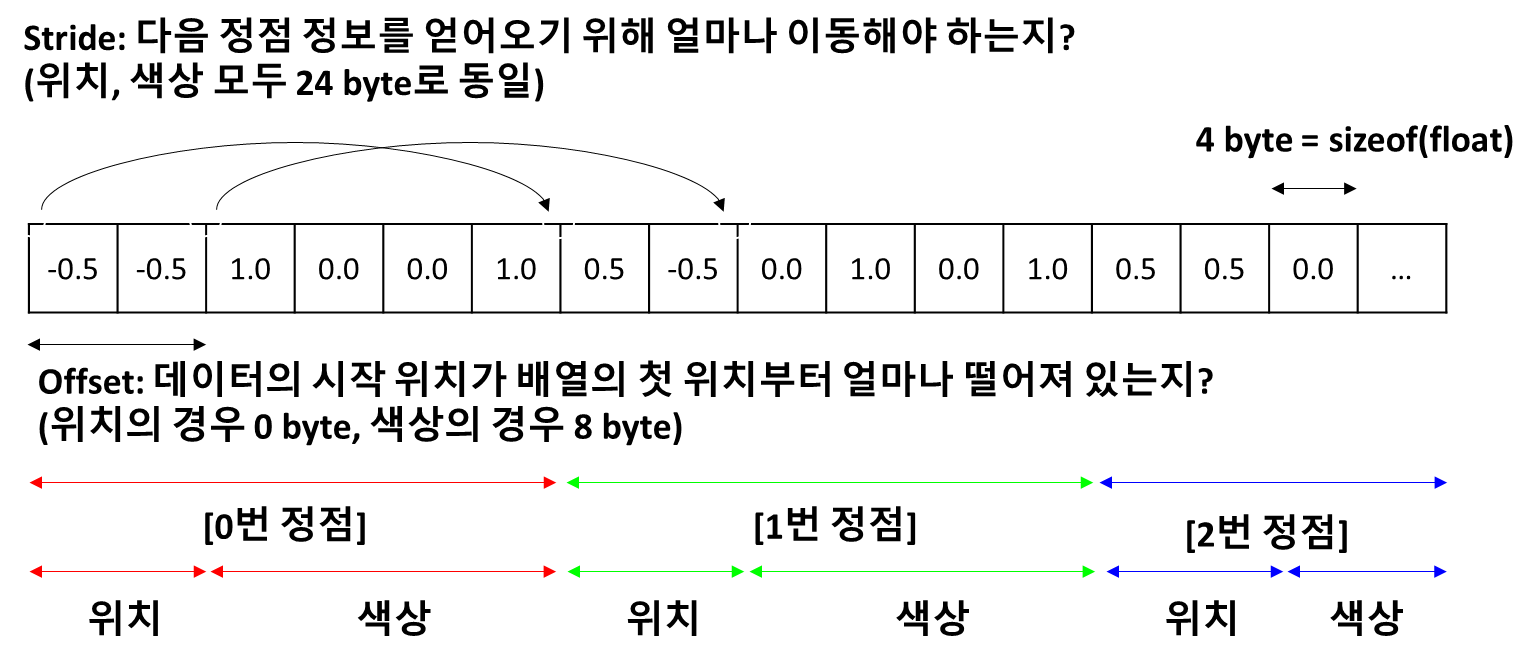 Stride: 다음 정점 정보를 얻어오기 위해 얼마나 이동해야 하는지?
(위치, 색상 모두 24 byte로 동일)
4 byte = sizeof(float)
-0.5 -0.5 1.0 0.0 0.0 1.0 0.5 -0.5 0.0 1.0 0.0 1.0 0.5 0.5 0.0 ...
Offset: 데이터의 시작 위치가 배열의 첫 위치부터 얼마나 떨어져 있는지?
(위치의 경우 0 byte, 색상의 경우 8 byte)
[0번 정점] [1번 정점] [2번 정점]
위치 색상 위치 색상 위치 색상